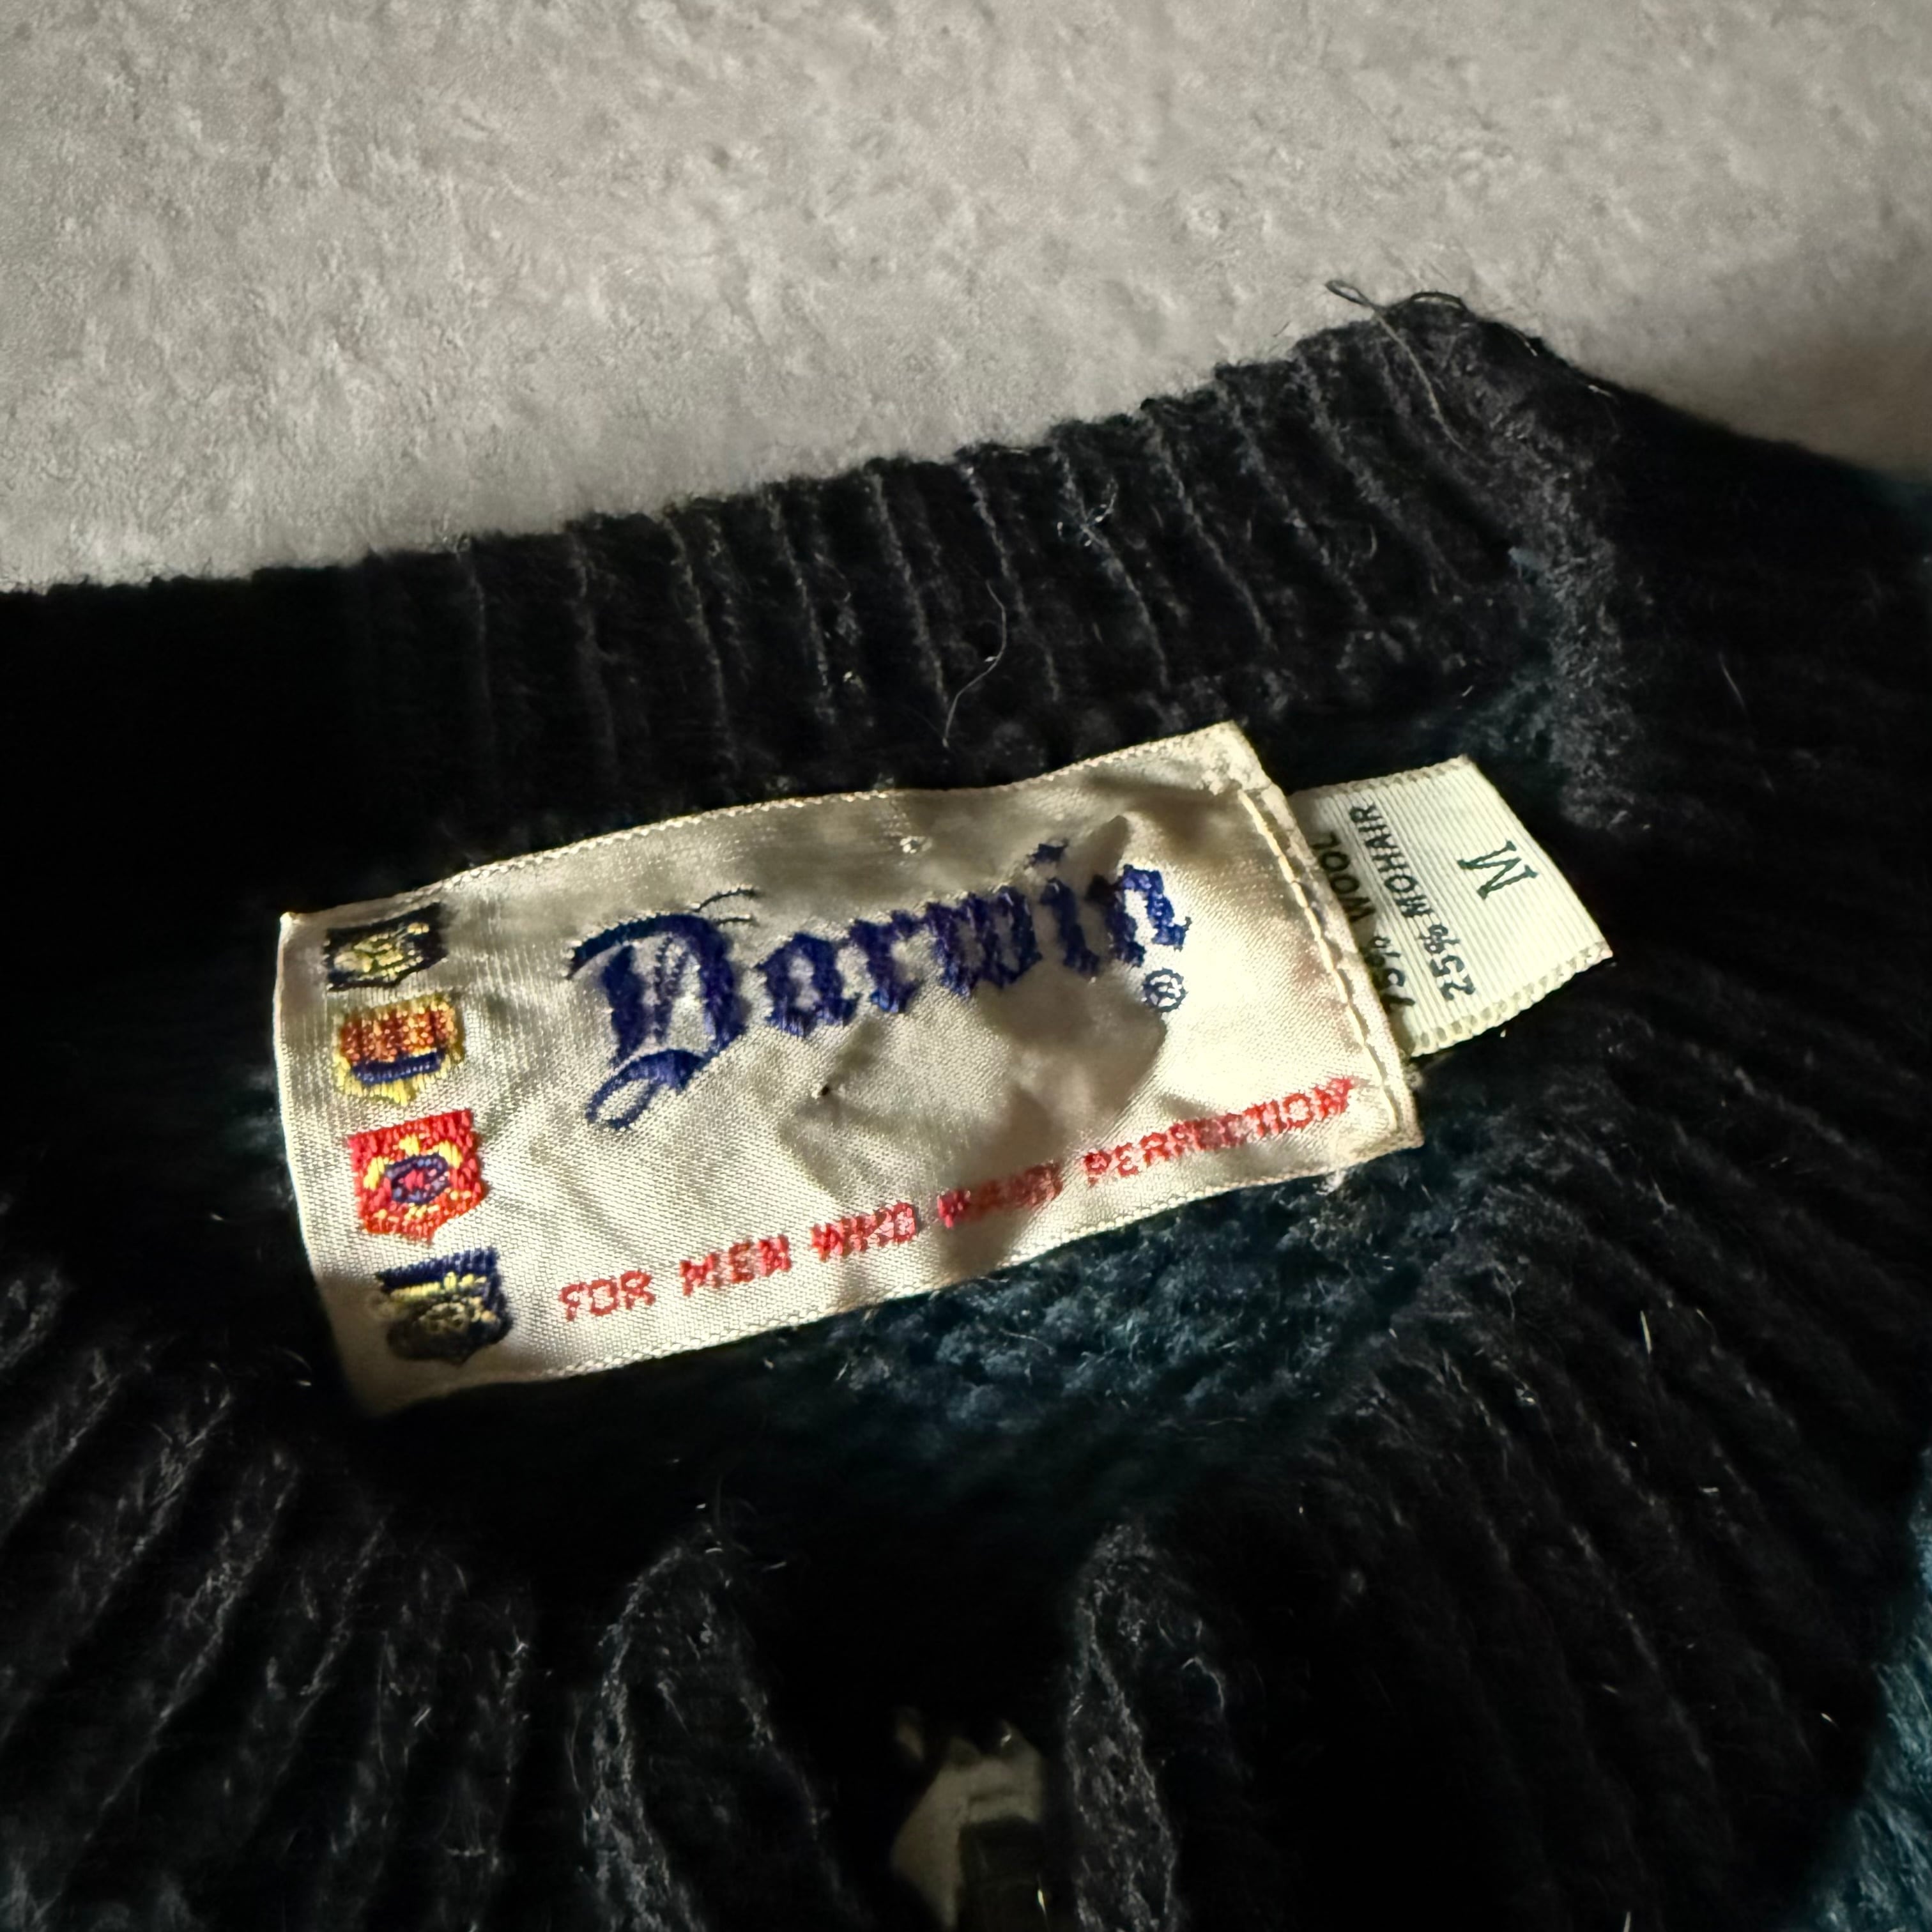 Darwin®
FOR MEN WHO WANT PERFECTION
75% WOOL
25% MOHAIR
M